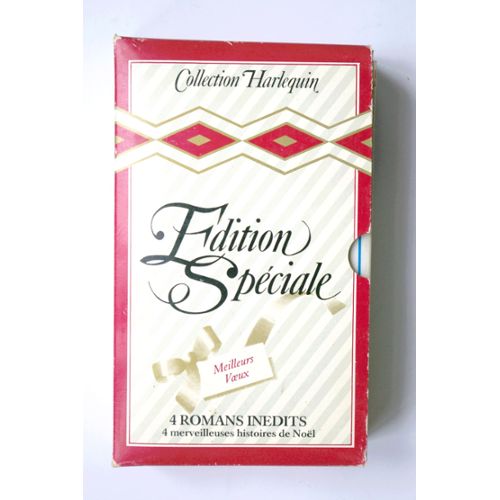 Collection Harlequin
Edition
Spéciale
Meilleurs
Vœux
4 ROMANS INEDITS
4 merveilleuses histoires de Noël